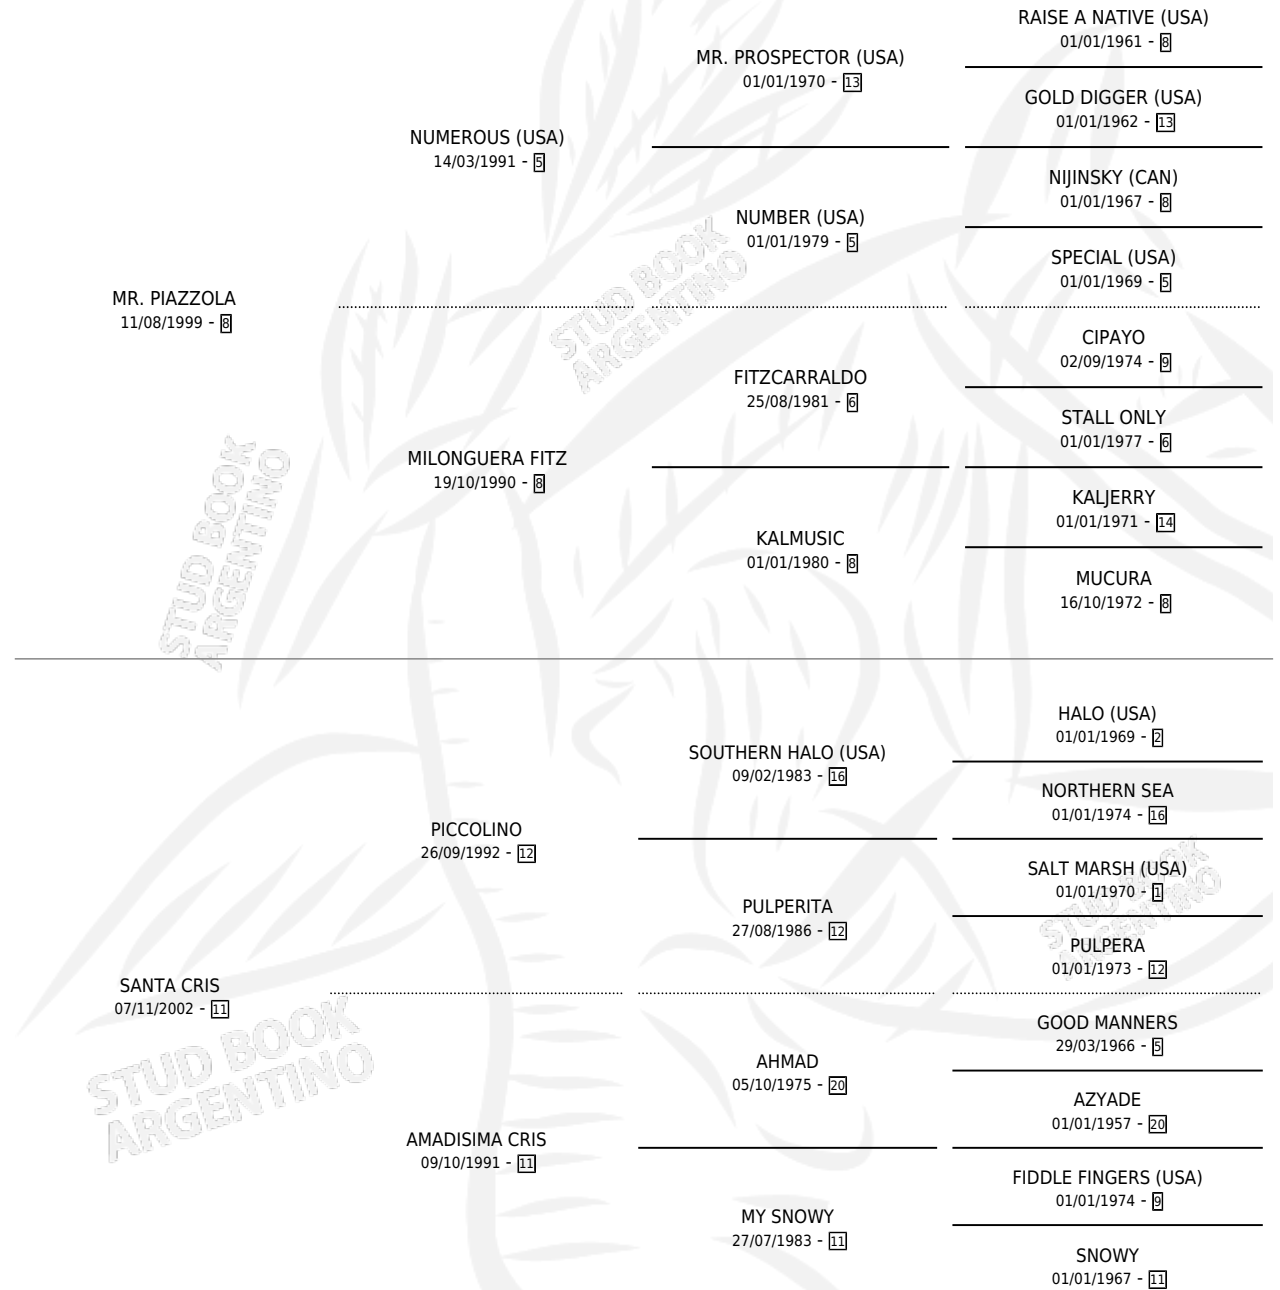 RAISE A NATIVE (USA)
01/01/1961 - 8
MR. PROSPECTOR (USA)
01/01/1970 - 13
GOLD DIGGER (USA)
01/01/1962 - 13
NUMEROUS (USA)
14/03/1991 - 5
NIJINSKY (CAN)
01/01/1967 - 8
NUMBER (USA)
01/01/1979 - 5
SPECIAL (USA)
01/01/1969 - 5
MR. PIAZZOLA
11/08/1999 - 8
CIPAYO
02/09/1974 - 9
FITZCARRALDO
25/08/1981 - 6
STALL ONLY
01/01/1977 - 6
MILONGUERA FITZ
19/10/1990 - 8
KALJERRY
01/01/1971 - 14
KALMUSIC
01/01/1980 - 8
MUCURA
16/10/1972 - 8
HALO (USA)
01/01/1969 - 2
SOUTHERN HALO (USA)
09/02/1983 - 16
NORTHERN SEA
01/01/1974 - 16
PICCOLINO
26/09/1992 - 12
SALT MARSH (USA)
01/01/1970 - 1
PULPERITA
27/08/1986 - 12
PULPERA
01/01/1973 - 12
SANTA CRIS
07/11/2002 - 11
GOOD MANNERS
29/03/1966 - 5
AHMAD
05/10/1975 - 20
AZYADE
01/01/1957 - 20
AMADISIMA CRIS
09/10/1991 - 11
FIDDLE FINGERS (USA)
01/01/1974 - 9
MY SNOWY
27/07/1983 - 11
SNOWY
01/01/1967 - 11
STUD BOOK
ARGENTINO
STUD BOOK
ARGENTINO
STUD BOOK
ARGENTINO
STUD BOOK
ARGENTINO